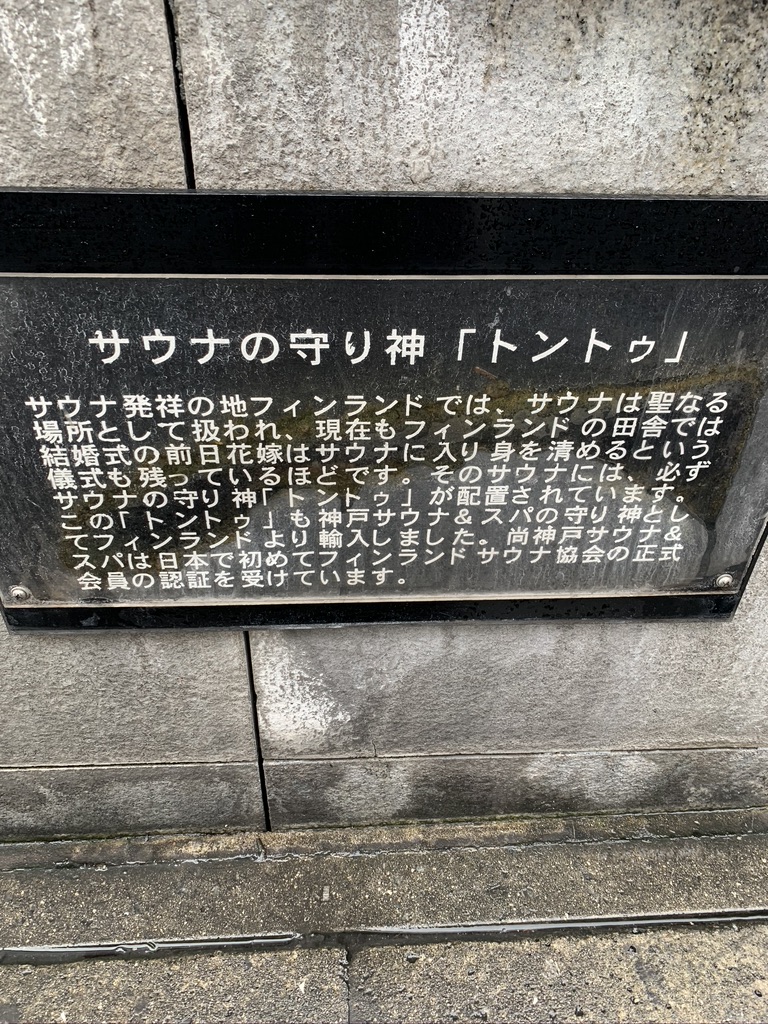 サウナの守り神「トントゥ」
サウナ発祥の地フィンランドでは、サウナは聖なる
場所として扱われ、現在もフィンランドの田舎では
結婚式の前日花嫁はサウナに入り身を清めるという
儀式も残っているほどです。そのサウナには、必ず
サウナの守り神「トントゥ」が配置されています。
この「トントゥ」も神戸サウナ&スパの守り神とし
てフィンランドより輸入しました。尚神戸サウナ&
スパは日本で初めてフィンランドサウナ協会の正式
会員の認証を受けています。